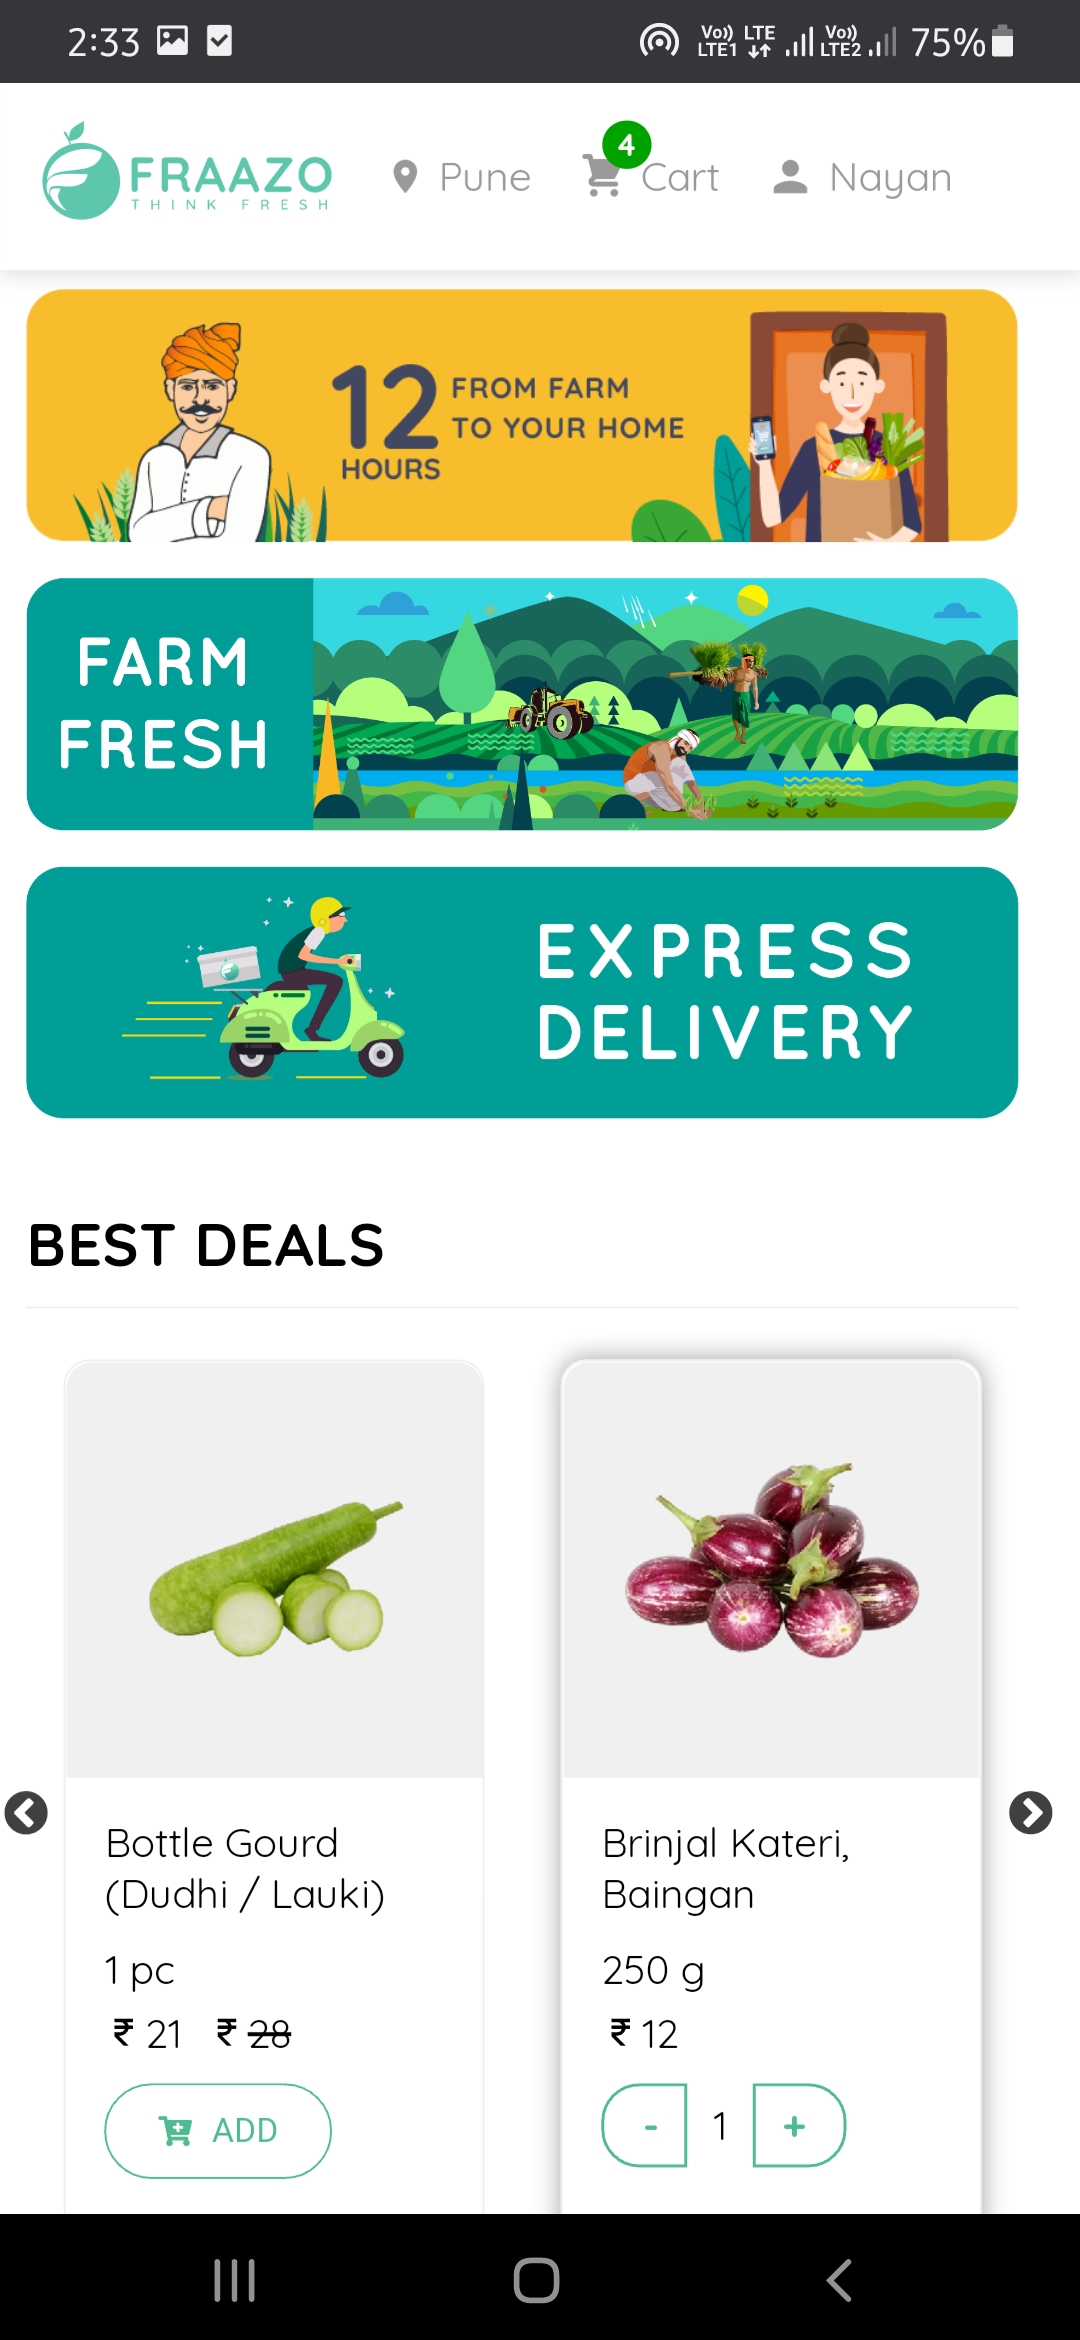 2:33
Vo)) LTE1 LTE Vo)) LTE2 75%
FRAAZO
THINK FRESH
Pune
4
Cart
Nayan
12 HOURS
FROM FARM
TO YOUR HOME
FARM
FRESH
EXPRESS
DELIVERY
BEST DEALS
Bottle Gourd
(Dudhi / Lauki)
1 pc
₹ 21 ₹ 28
ADD
Brinjal Kateri,
Baingan
250 g
₹ 12
- 1 +